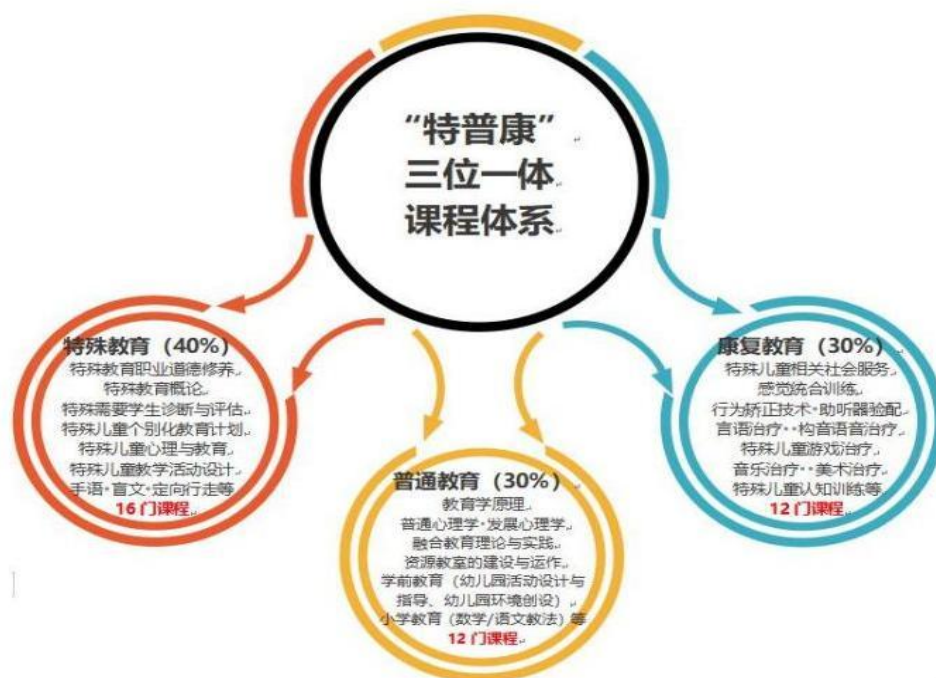 “特普康”
三位一体
课程体系
特殊教育（40%）
特殊教育职业道德修养
特殊教育概论
特殊需要学生诊断与评估
特殊儿童个别化教育计划
特殊儿童心理与教育
特殊儿童教学活动设计
手语·盲文·定向行走等
16 门课程
普通教育（30%）
教育学原理
普通心理学·发展心理学
融合教育理论与实践
资源教室的建设与运作
学前教育（幼儿园活动设计与
指导、幼儿园环境创设）
小学教育（数学/语文教法）等
12 门课程
康复教育（30%）
特殊儿童相关社会服务
感觉统合训练
行为矫正技术·助听器验配
言语治疗··构音语音治疗
特殊儿童游戏治疗
音乐治疗··美术治疗
特殊儿童认知训练等
12 门课程